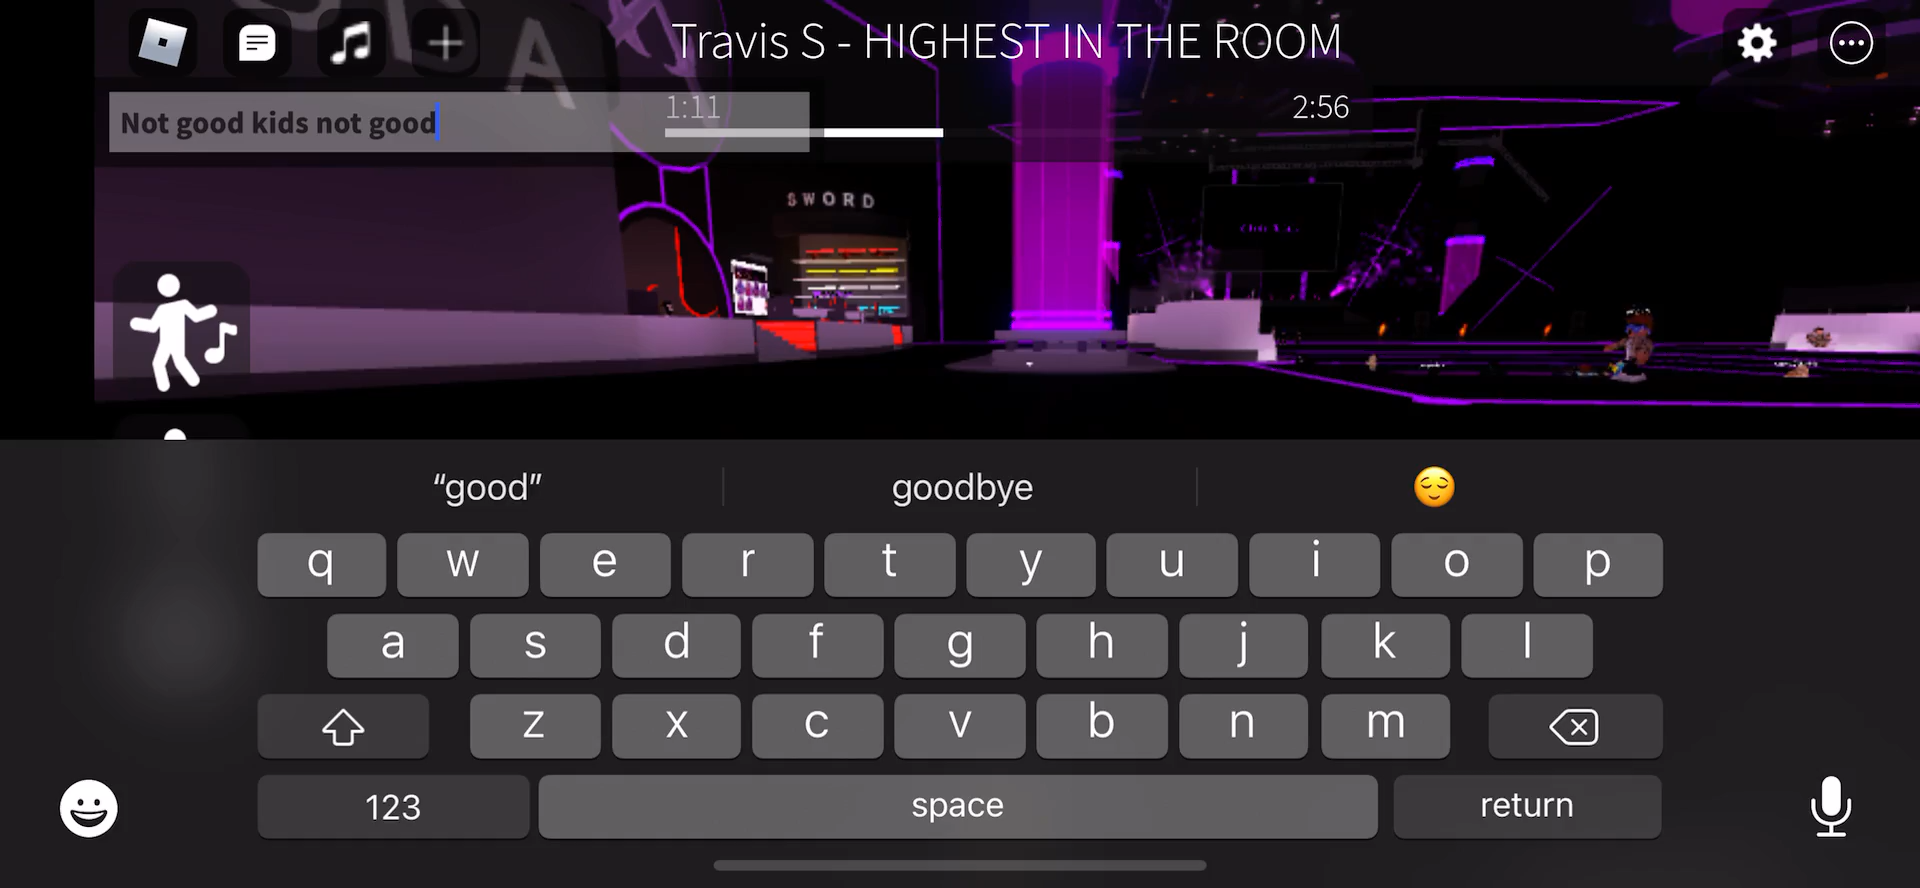 Travis S - HIGHEST IN THE ROOM
1:11
2:56
Not good kids not good
A
SWORD
“good”
goodbye
q w e r t y u i o p
a s d f g h j k l
z x c v b n m
123
space
return